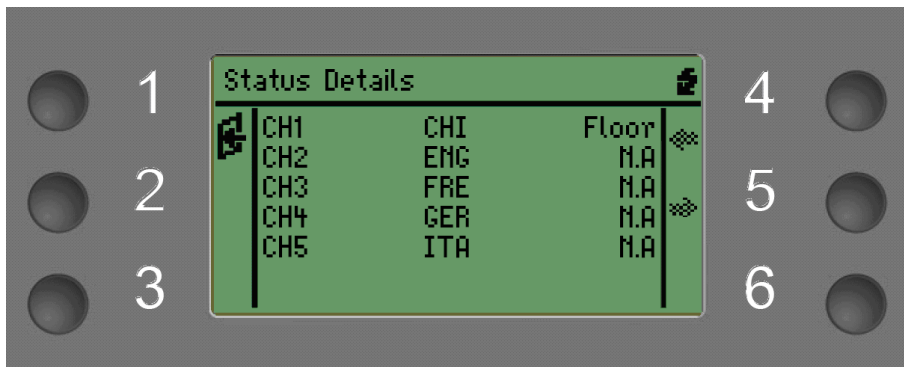 1
2
3
Status Details
CH1 CHI Floor
CH2 ENG N.A
CH3 FRE N.A
CH4 GER N.A
CH5 ITA N.A
4
5
6